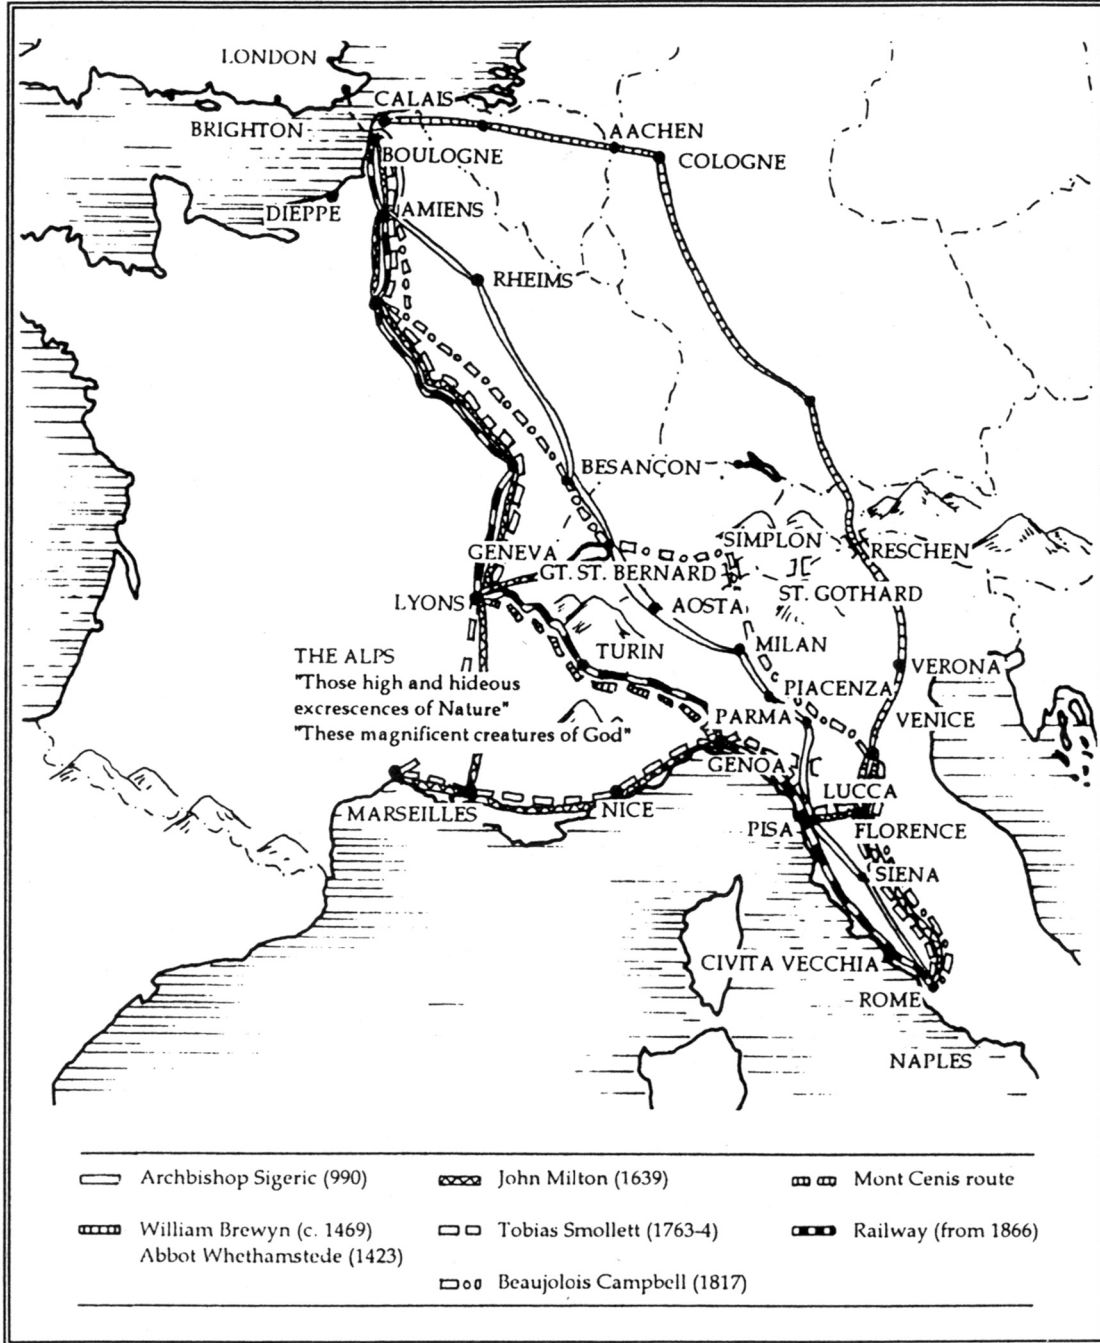 LONDON
CALAIS
BRIGHTON
AACHEN
BOULOGNE
COLOGNE
DIEPPE
AMIENS
RHEIMS
BESANÇON
SIMPLON
GENEVA
RESCHEN
GT. ST. BERNARD
ST. GOTHARD
LYONS
AOSTA
MILAN
TURIN
THE ALPS
"Those high and hideous
excrescences of Nature"
"These magnificent creatures of God"
VERONA
PIACENZA
PARMA
VENICE
GENOA
LUCCA
MARSEILLES
NICE
PISA
FLORENCE
SIENA
CIVITA VECCHIA
ROME
NAPLES
Archbishop Sigeric (990)
John Milton (1639)
Mont Cenis route
William Brewyn (c. 1469)
Abbot Whethamstede (1423)
Tobias Smollett (1763-4)
Railway (from 1866)
Beaujolois Campbell (1817)